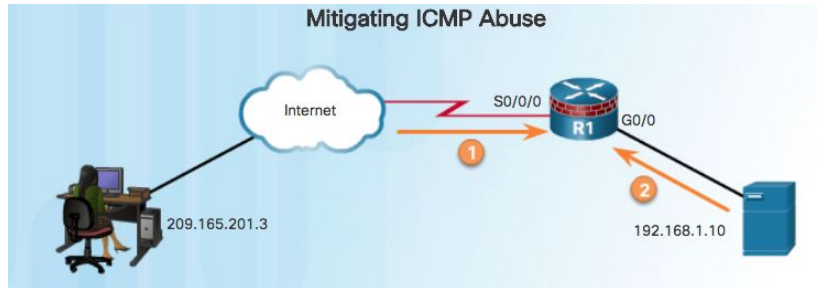 Mitigating ICMP Abuse
Internet
S0/0/0
R1
G0/0
1
2
209.165.201.3
192.168.1.10